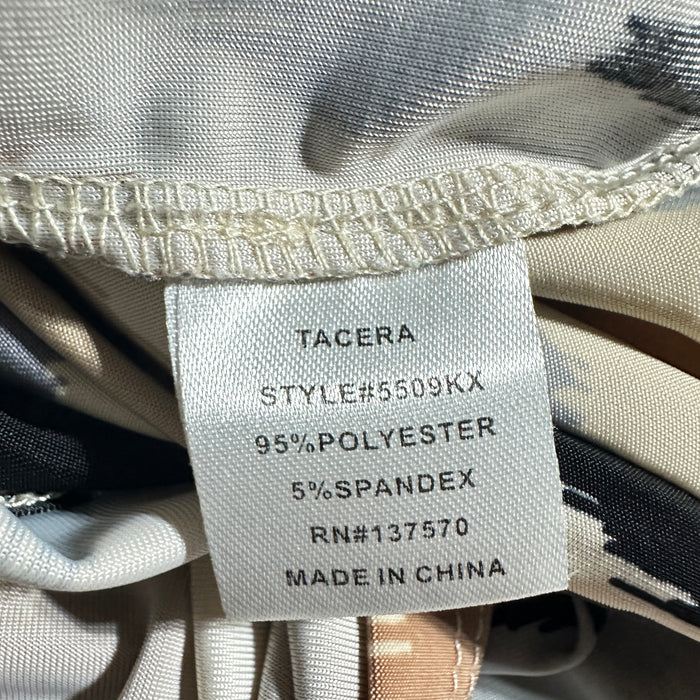 TACERA
STYLE#5509KX
95%POLYESTER
5%SPANDEX
RN#137570
MADE IN CHINA